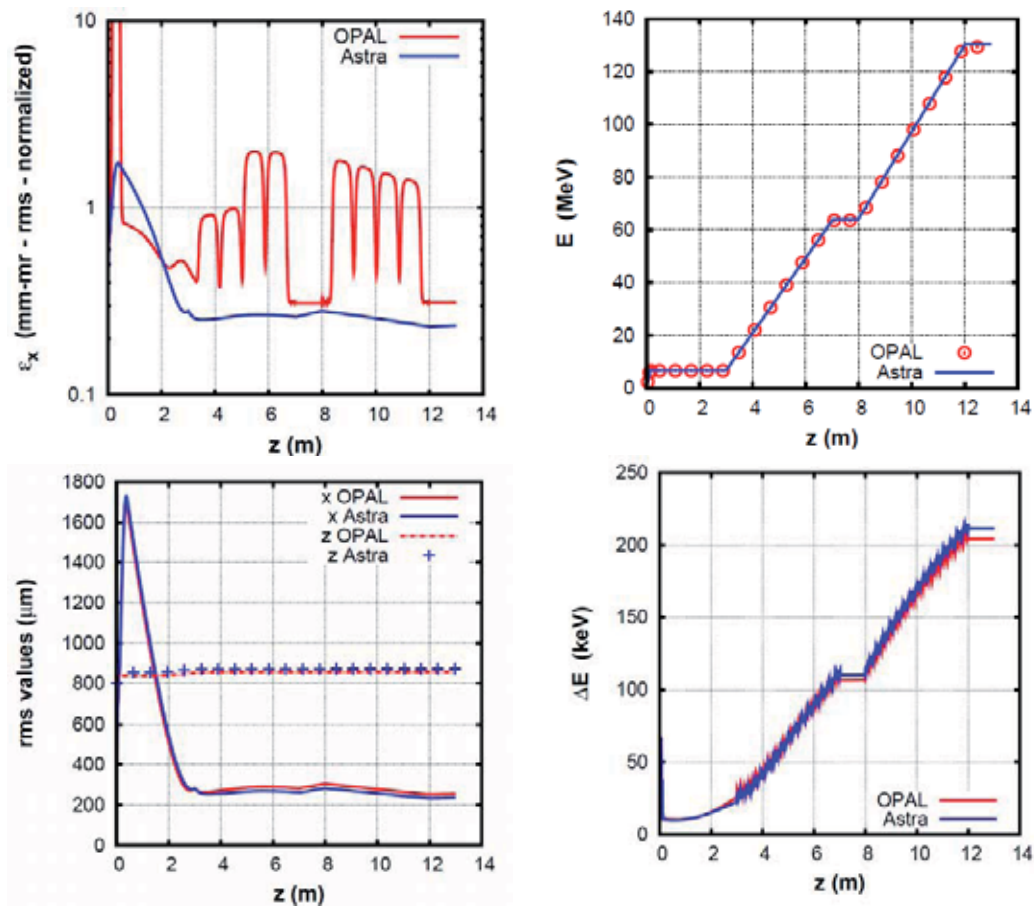 10
1
0.1
εx (mm-mr - rms - normalized)
OPAL
Astra
0 2 4 6 8 10 12 14
z (m)
140
120
100
80
60
40
20
0
E (MeV)
OPAL
Astra
0 2 4 6 8 10 12 14
z (m)
1800
1600
1400
1200
1000
800
600
400
200
0
rms values (μm)
x OPAL
x Astra
z OPAL
z Astra
0 2 4 6 8 10 12 14
z (m)
250
200
150
100
50
0
ΔE (keV)
OPAL
Astra
0 2 4 6 8 10 12 14
z (m)